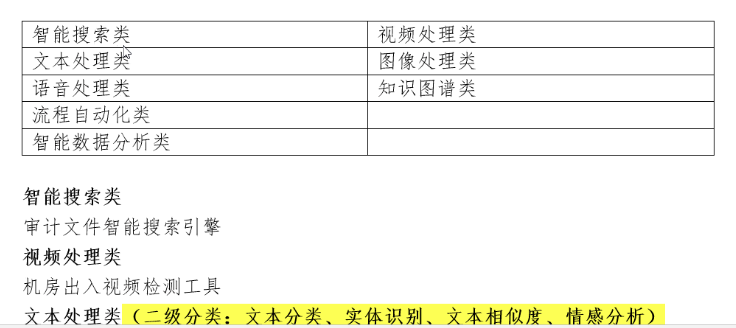 智能搜索类 视频处理类
文本处理类 图像处理类
语音处理类 知识图谱类
流程自动化类
智能数据分析类
智能搜索类
审计文件智能搜索引擎
视频处理类
机房出入视频检测工具
文本处理类（二级分类：文本分类、实体识别、文本相似度、情感分析）